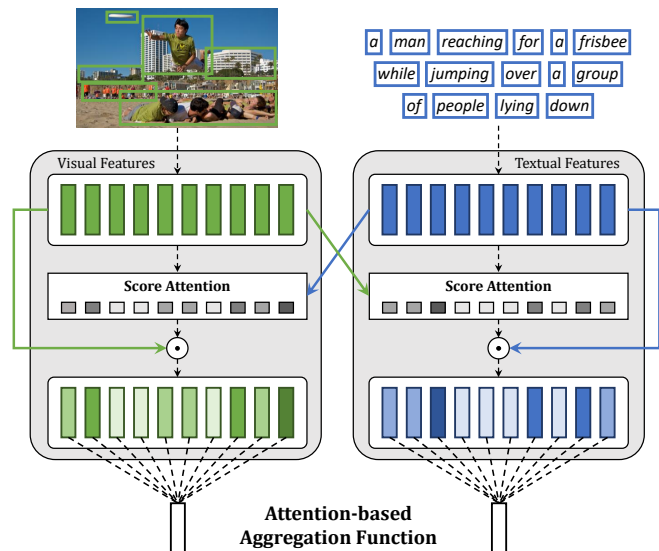 a man reaching for a frisbee
while jumping over a group
of people lying down
Visual Features
Textual Features
Score Attention
Score Attention
Attention-based
Aggregation Function